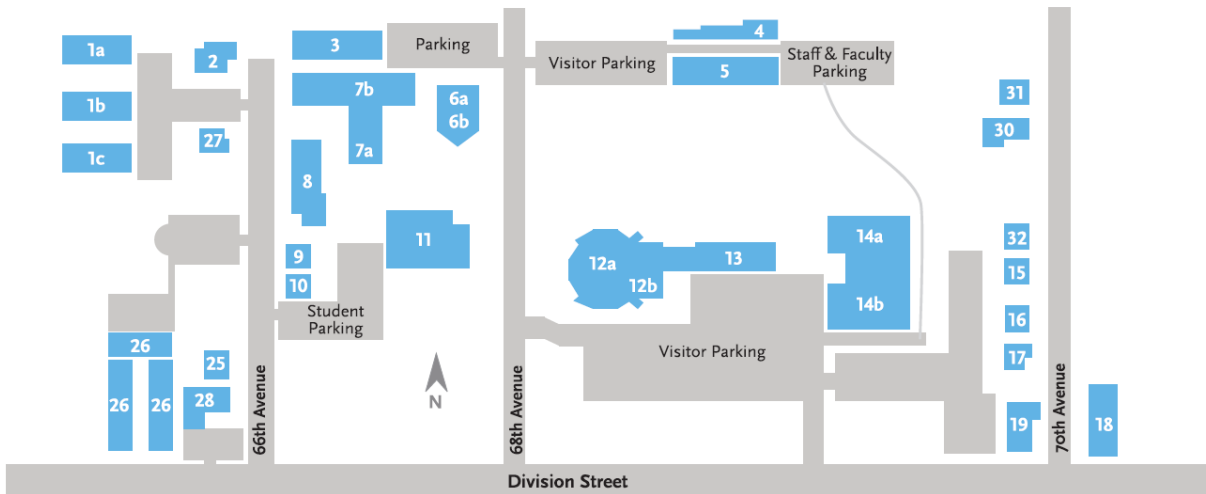 1a
2
3
Parking
4
Visitor Parking
5
Staff & Faculty
Parking
1b
7b
6a
6b
31
27
30
1c
7a
8
11
14a
32
9
12a
13
15
10
12b
14b
Student
Parking
16
26
25
Visitor Parking
17
26
26
28
N
19
18
66th Avenue
68th Avenue
70th Avenue
Division Street